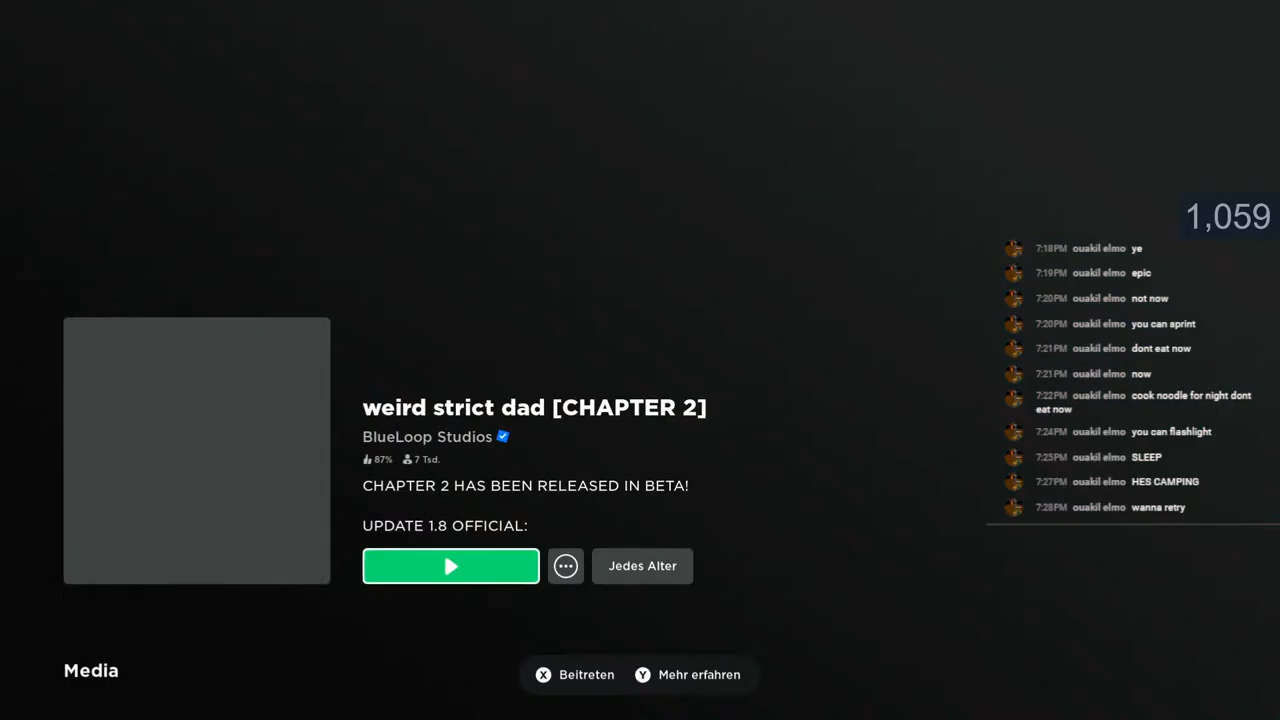 1,059
7:18PM ouakil elmo ye
7:19PM ouakil elmo epic
7:20PM ouakil elmo not now
7:20PM ouakil elmo you can sprint
7:21PM ouakil elmo dont eat now
7:21PM ouakil elmo now
7:22PM ouakil elmo cook noodle for night dont
eat now
7:24PM ouakil elmo you can flashlight
7:25PM ouakil elmo SLEEP
7:27PM ouakil elmo HES CAMPING
7:28PM ouakil elmo wanna retry
weird strict dad [CHAPTER 2]
BlueLoop Studios
87% 7 Tsd.
CHAPTER 2 HAS BEEN RELEASED IN BETA!
UPDATE 1.8 OFFICIAL:
Jedes Alter
Media
X Beitreten Y Mehr erfahren